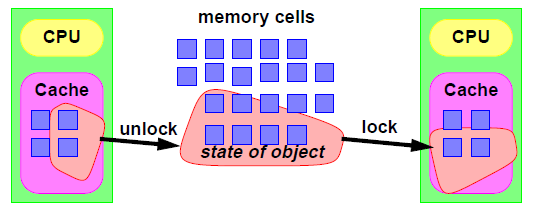 memory cells
CPU
Cache
unlock
state of object
lock
CPU
Cache